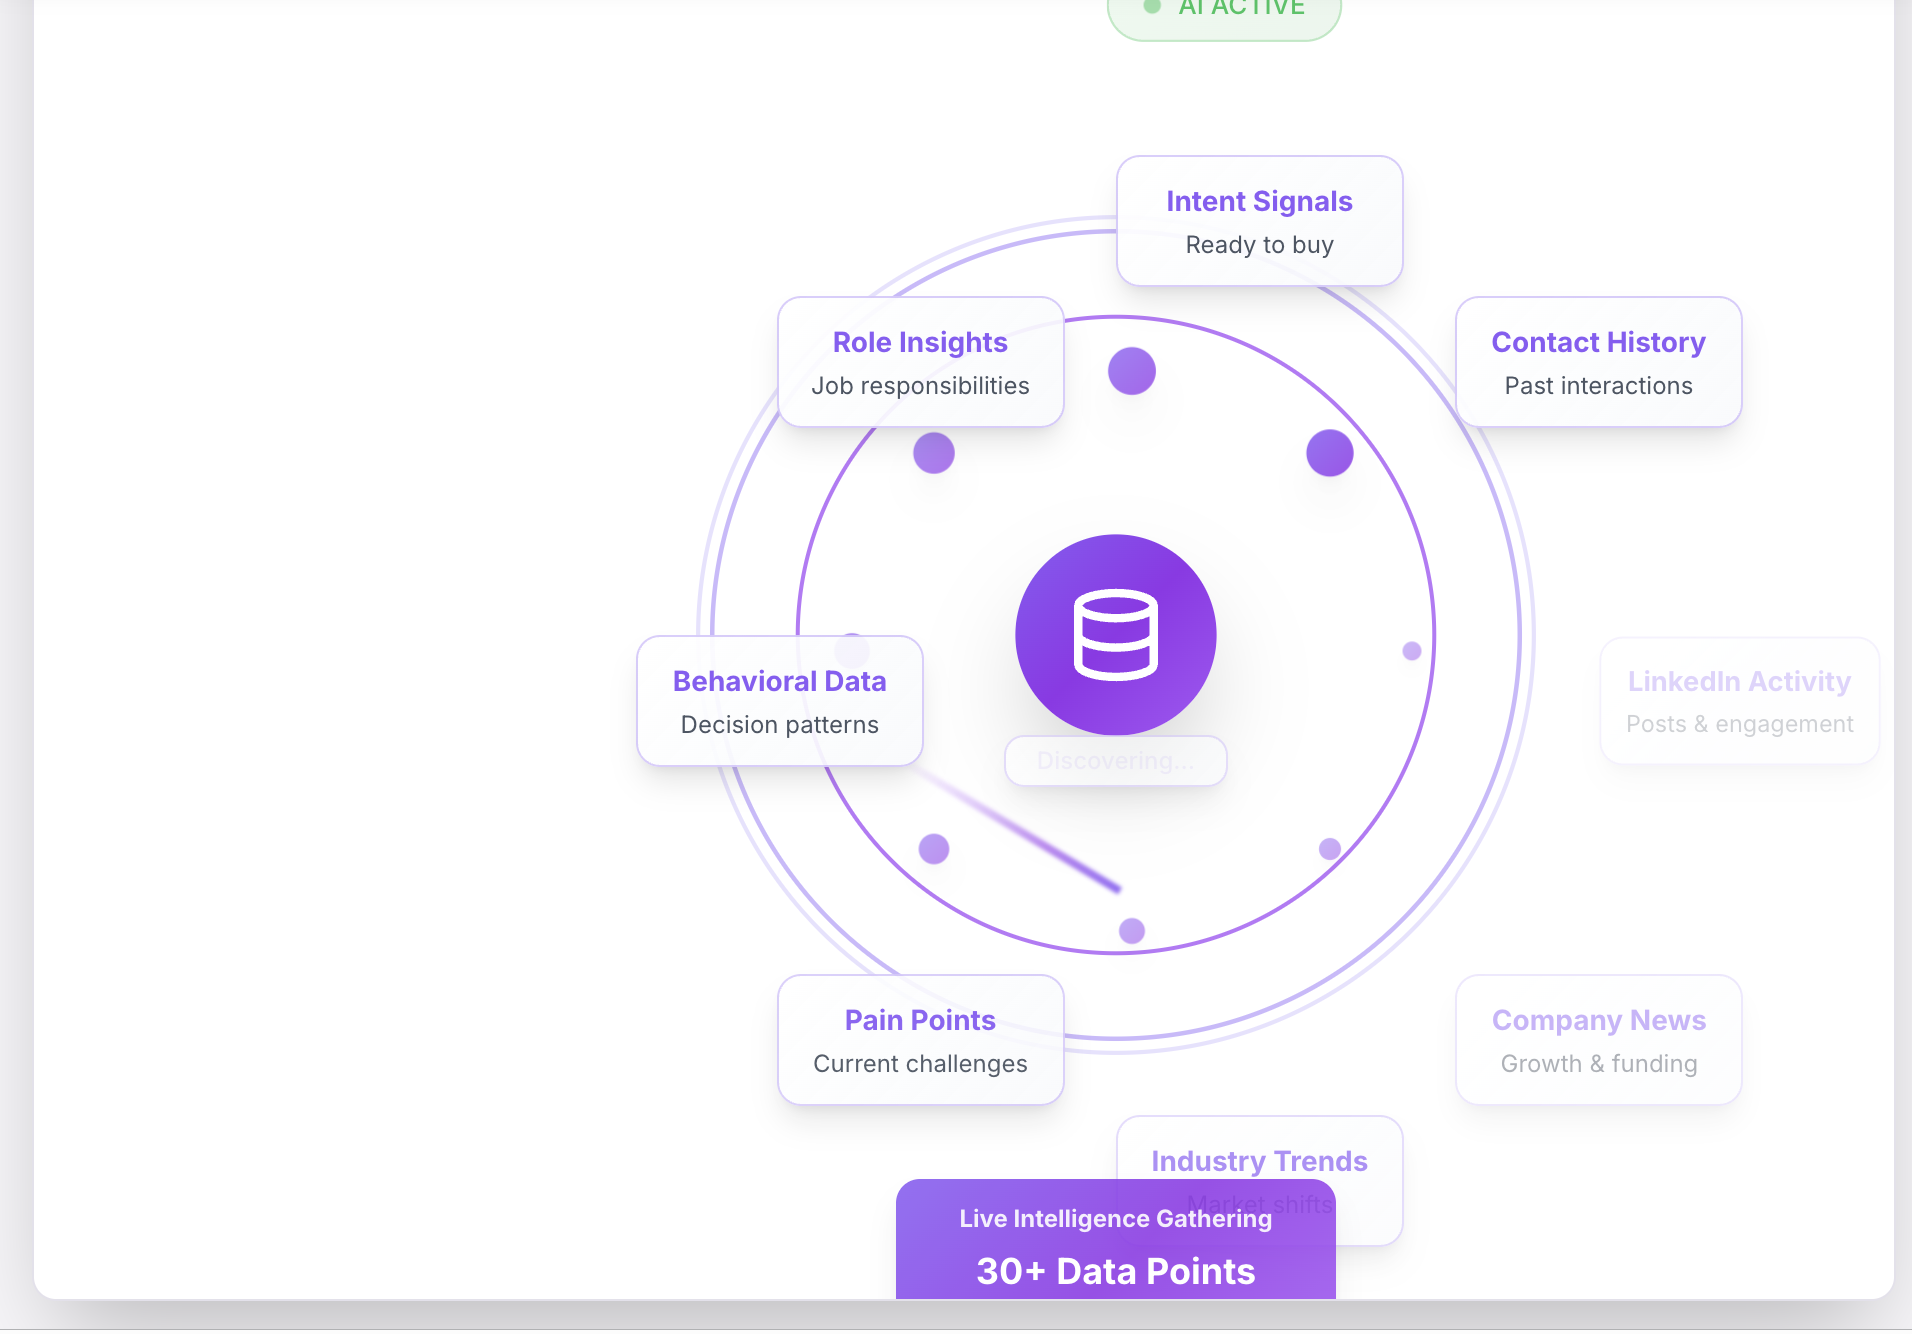 AI ACTIVE
Intent Signals
Ready to buy
Role Insights
Job responsibilities
Contact History
Past interactions
Behavioral Data
Decision patterns
Discovering...
LinkedIn Activity
Posts & engagement
Pain Points
Current challenges
Company News
Growth & funding
Industry Trends
Market shifts
Live Intelligence Gathering
30+ Data Points